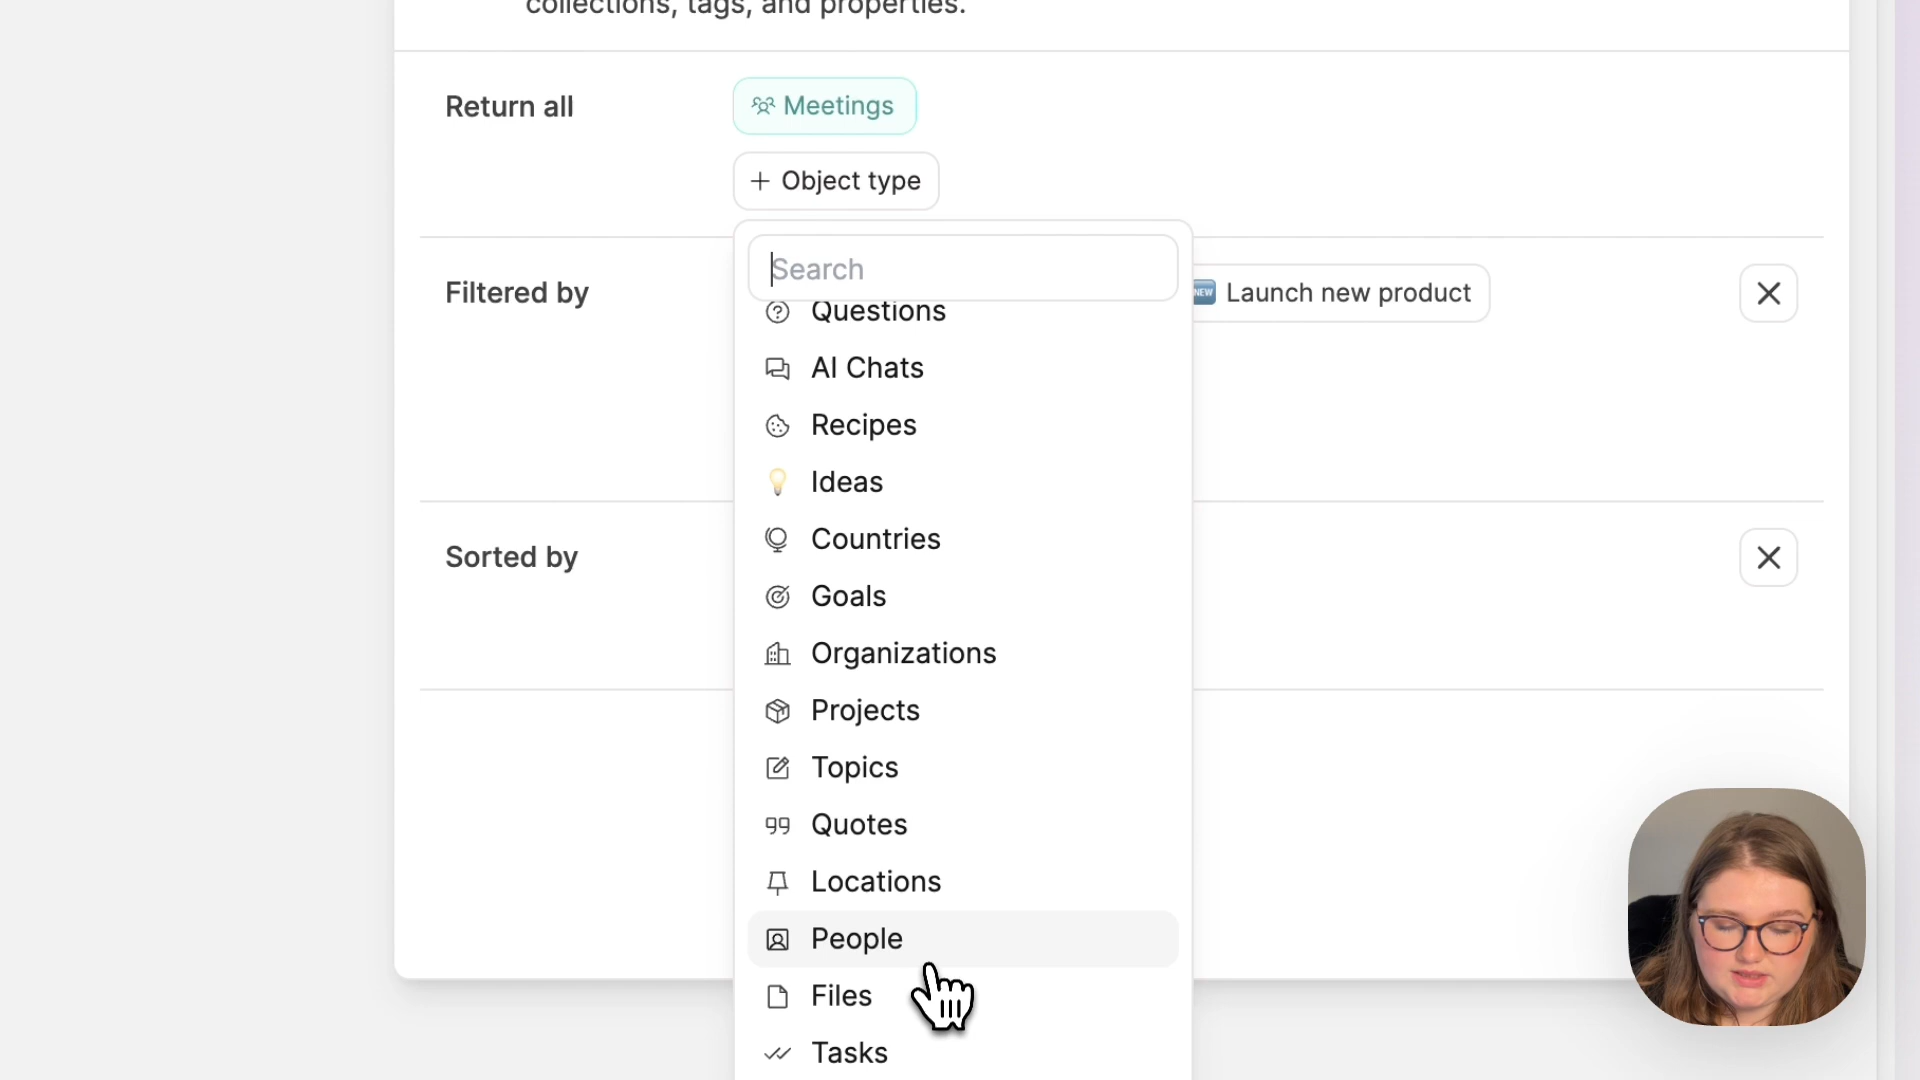 collections, tags, and properties.
Return all
Meetings
+ Object type
Search
Filtered by
NEW Launch new product
Questions
AI Chats
Recipes
Ideas
Countries
Sorted by
Goals
Organizations
Projects
Topics
Quotes
Locations
People
Files
Tasks